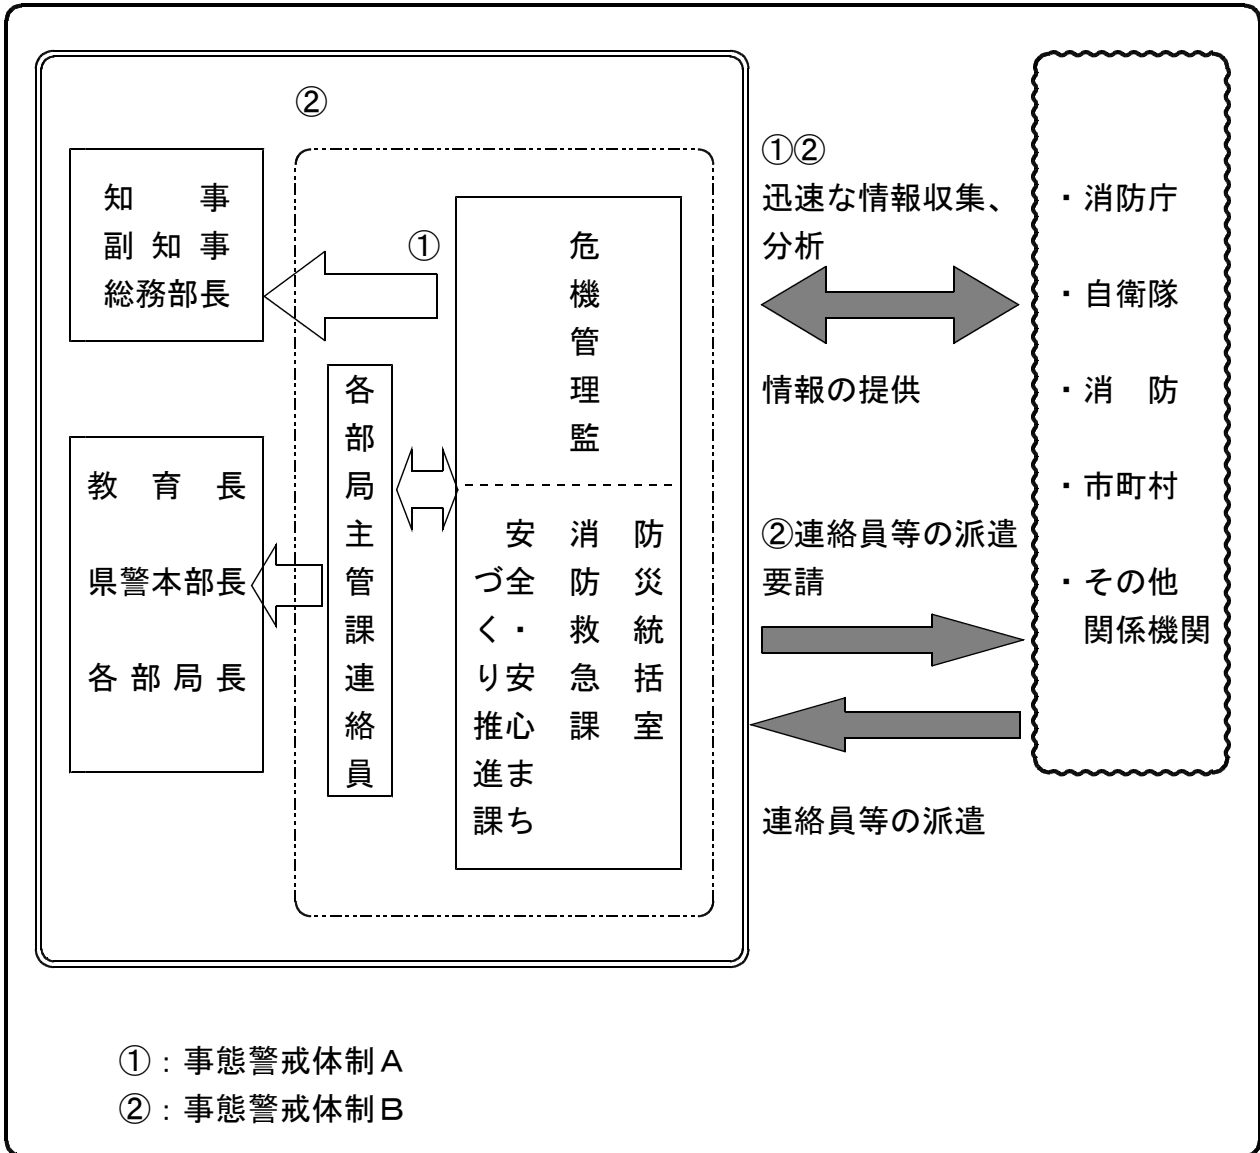 ②
知事
副知事
総務部長
①
教育長
県警本部長
各部局長
各部局主管課連絡員
危機管理監
防災統括室
消防救急課
安全・安心まち
づくり推進課
①②
迅速な情報収集、
分析
情報の提供
②連絡員等の派遣
要請
連絡員等の派遣
・消防庁
・自衛隊
・消　防
・市町村
・その他
関係機関
①：事態警戒体制Ａ
②：事態警戒体制Ｂ